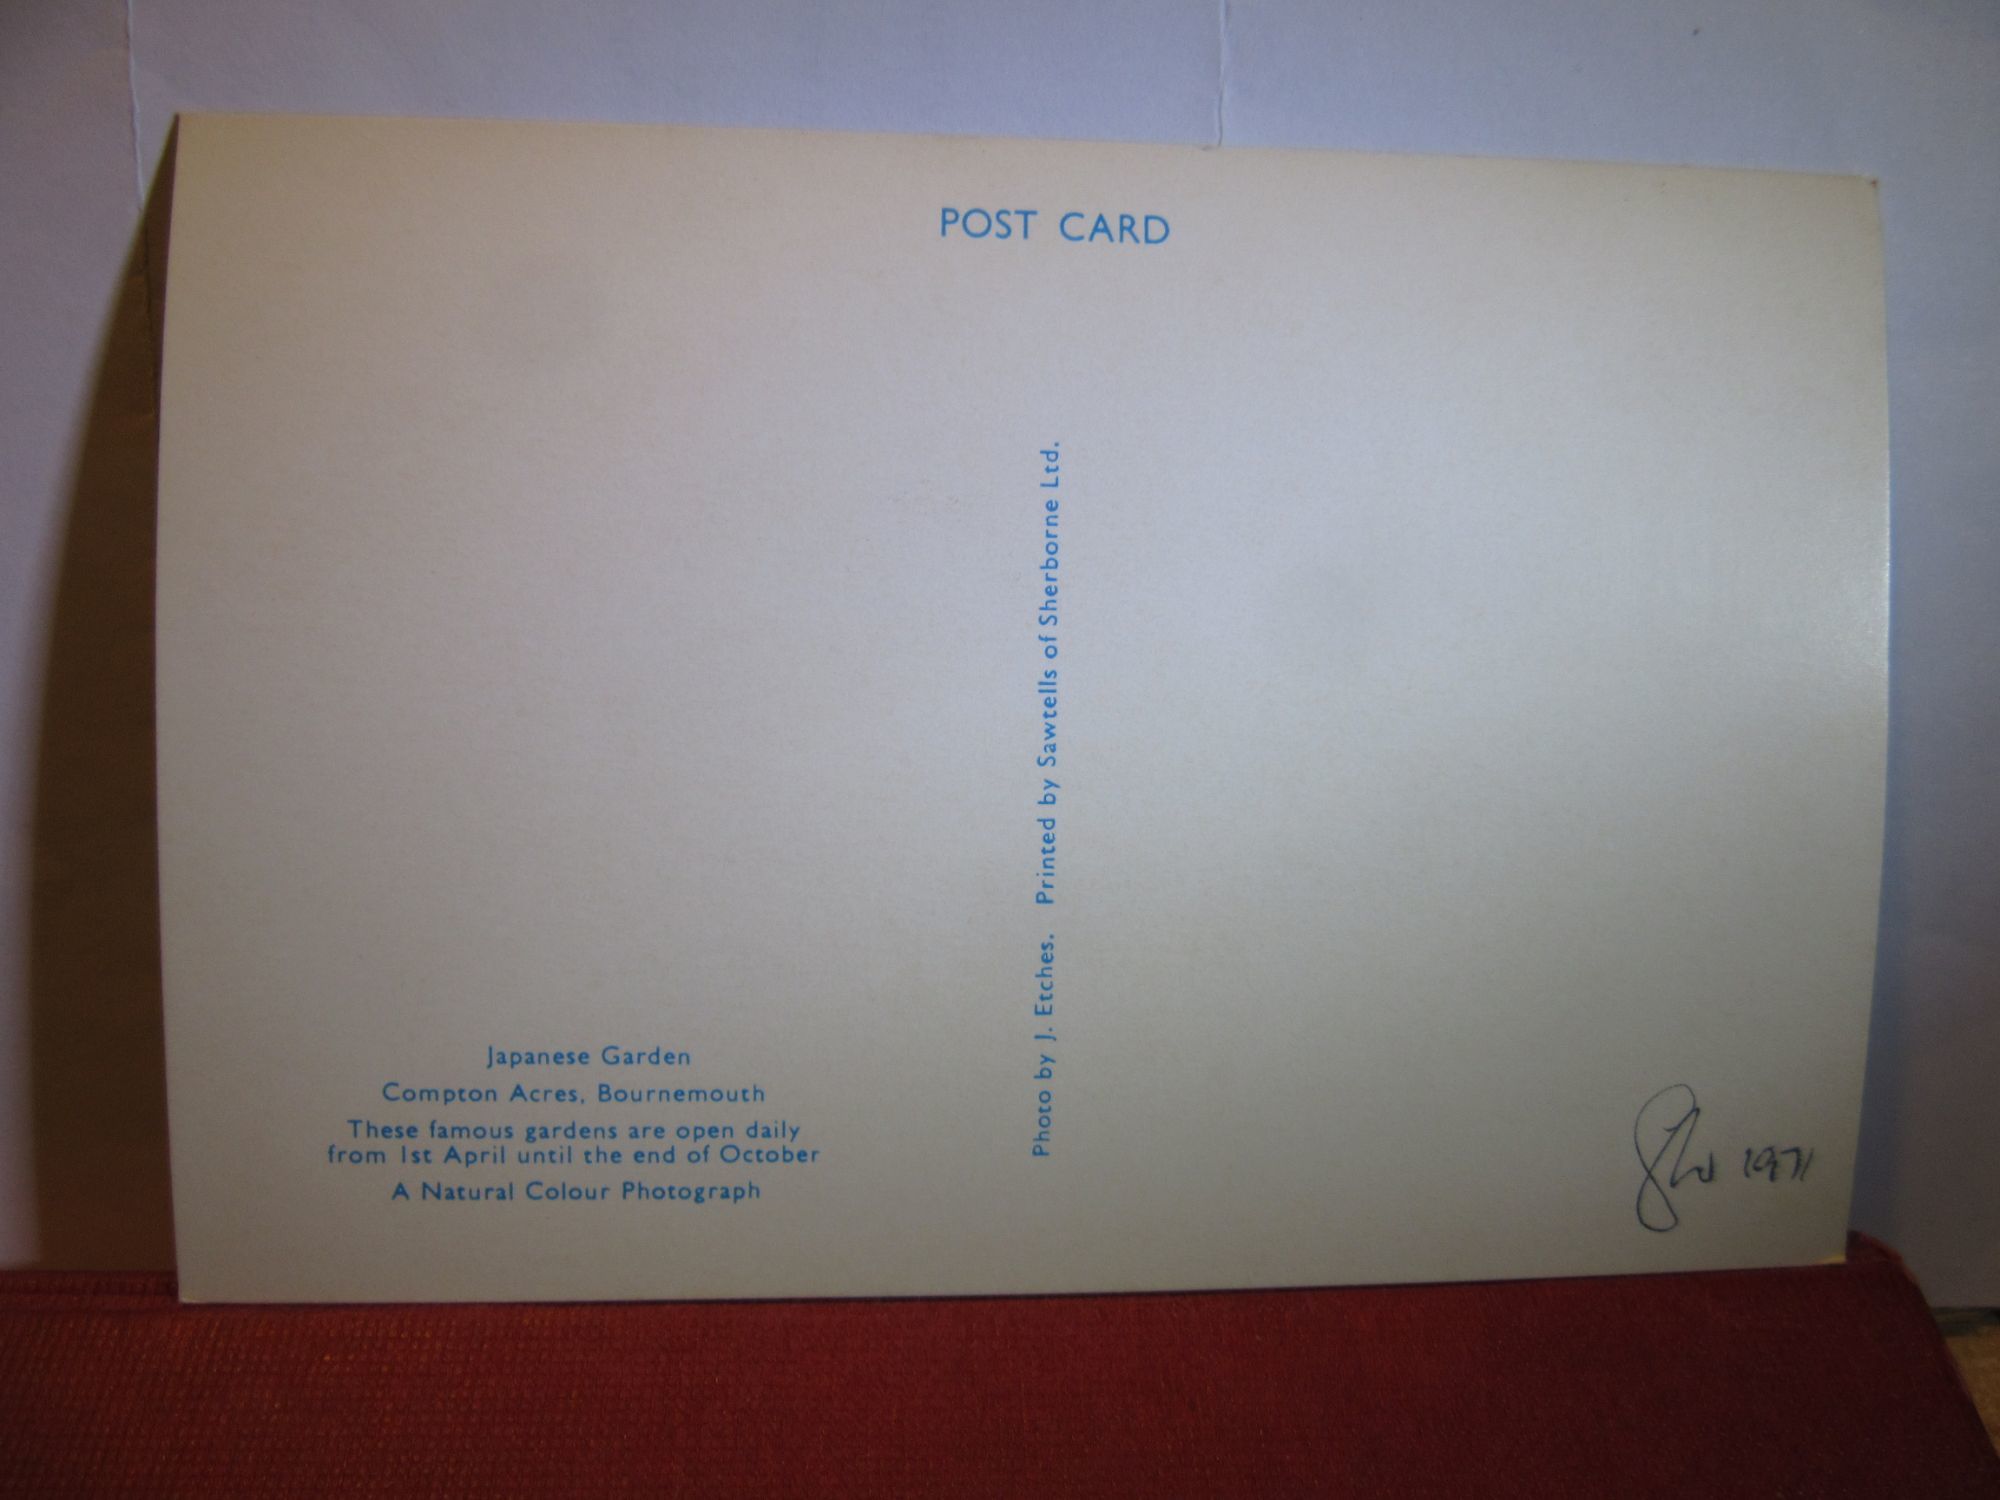 POST CARD
Photo by J. Etches. Printed by Sawtells of Sherborne Ltd.
Japanese Garden
Compton Acres, Bournemouth
These famous gardens are open daily
from 1st April until the end of October
A Natural Colour Photograph
1971